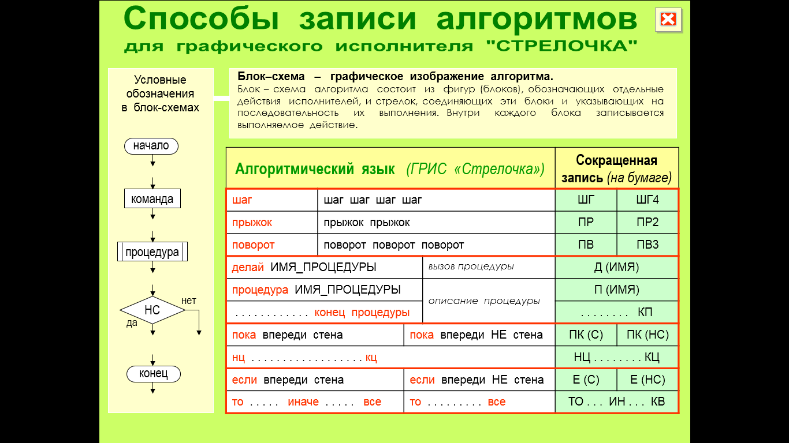 Способы записи алгоритмов
для графического исполнителя "СТРЕЛОЧКА"
Условные
обозначения
в блок-схемах
начало
команда
процедура
НС
нет
да
конец
Блок–схема – графическое изображение алгоритма.
Блок – схема алгоритма состоит из фигур (блоков), обозначающих отдельные
действия исполнителей, и стрелок, соединяющих эти блоки и указывающих на
последовательность их выполнения. Внутри каждого блока записывается
выполняемое действие.
Алгоритмический язык (ГРИС «Стрелочка») Сокращенная
запись (на бумаге)
шаг шаг шаг шаг шаг ШГ ШГ4
прыжок прыжок прыжок ПР ПР2
поворот поворот поворот поворот ПВ ПВ3
делай ИМЯ_ПРОЦЕДУРЫ вызов процедуры Д (ИМЯ)
процедура ИМЯ_ПРОЦЕДУРЫ описание процедуры П (ИМЯ)
. . . . . . . . . . . . конец процедуры . . . . . . . . КП
пока впереди стена пока впереди НЕ стена ПК (С) ПК (НС)
нц . . . . . . . . . . . . . . . . . . кц НЦ . . . . . . . . КЦ
если впереди стена если впереди НЕ стена Е (С) Е (НС)
то . . . . . иначе . . . . . все то . . . . . . . . . все ТО . . . ИН . . . КВ